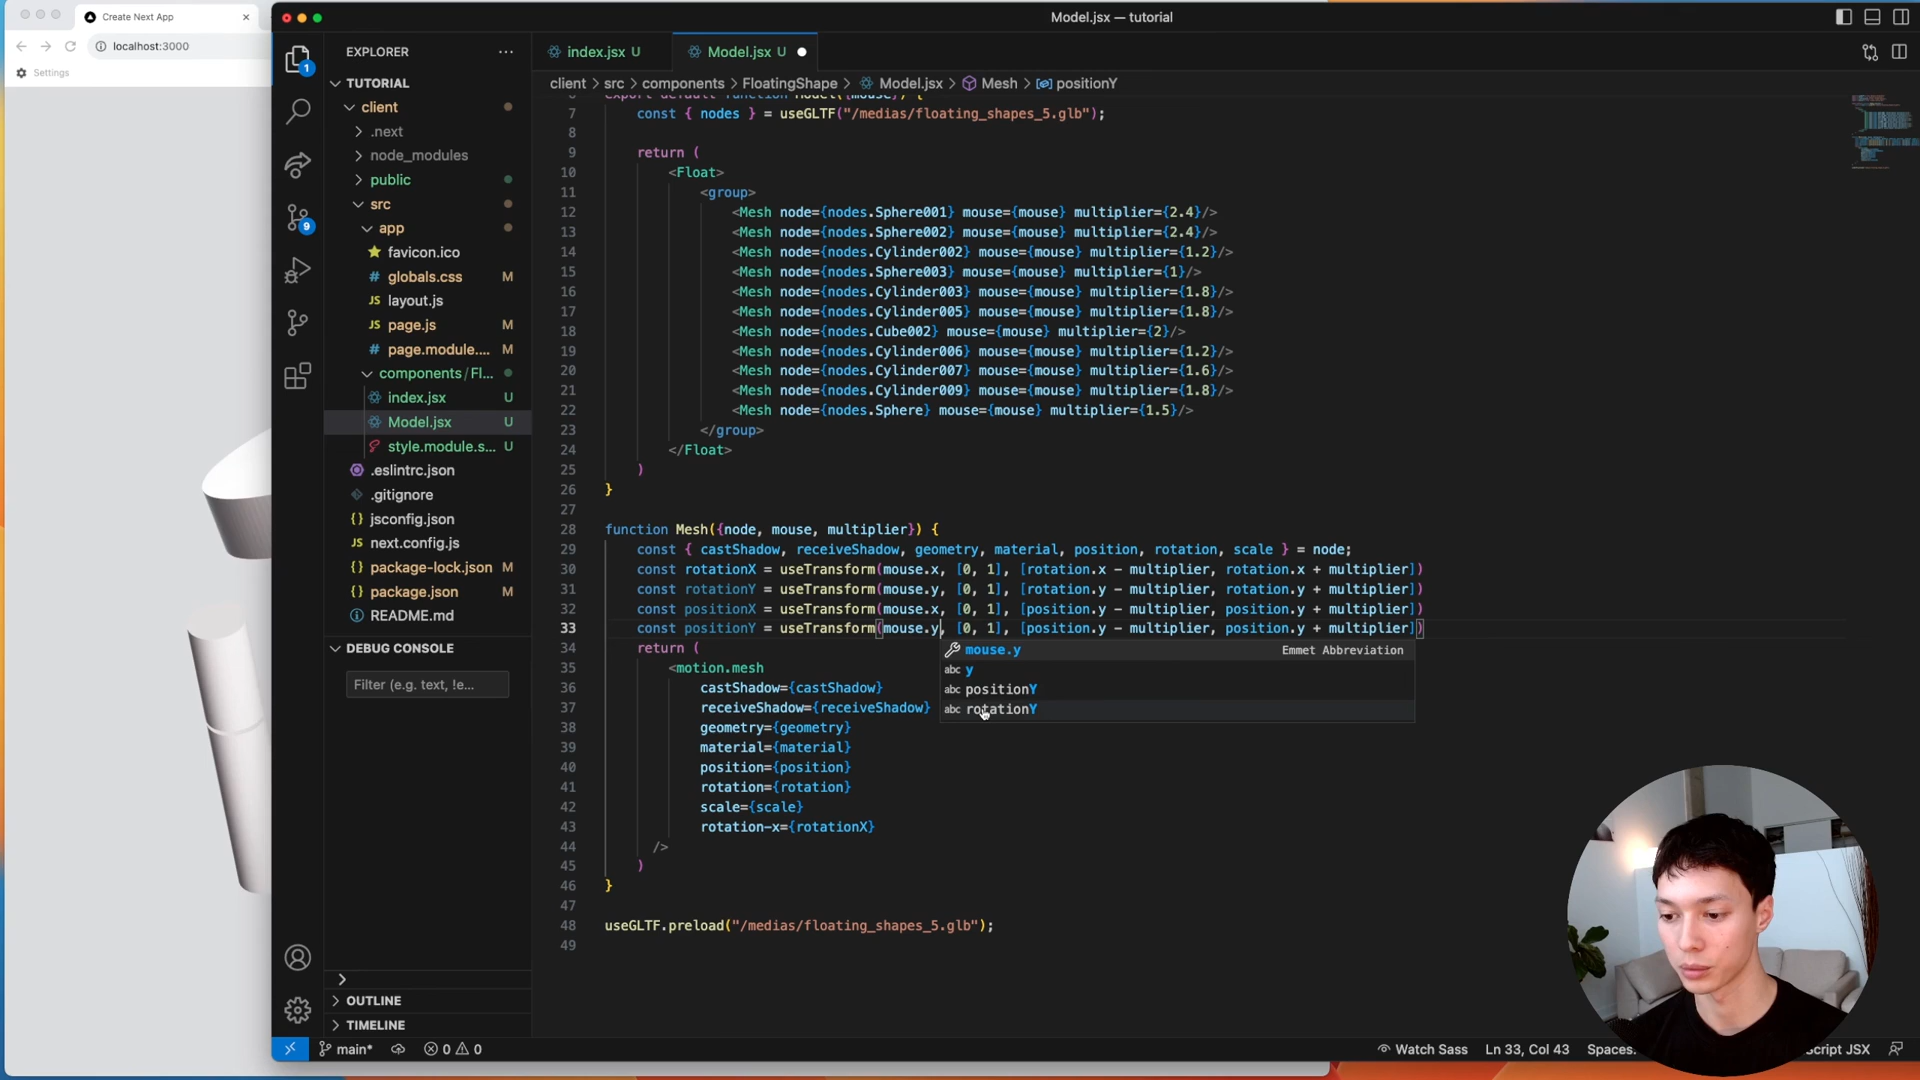 Create Next App
localhost:3000
Settings
Model.jsx — tutorial
EXPLORER
TUTORIAL
client
.next
node_modules
public
src
app
favicon.ico
globals.css M
layout.js
page.js M
page.module.... M
components/Fl...
index.jsx U
Model.jsx U
style.module.s... U
.eslintrc.json
.gitignore
jsconfig.json
next.config.js
package-lock.json M
package.json M
README.md
DEBUG CONSOLE
Filter (e.g. text, !e...
OUTLINE
TIMELINE
1
9
index.jsx U
Model.jsx U
client > src > components > FloatingShape > Model.jsx > Mesh > positionY
7 const { nodes } = useGLTF("/medias/floating_shapes_5.glb");
8
9 return (
10 <Float>
11 <group>
12 <Mesh node={nodes.Sphere001} mouse={mouse} multiplier={2.4}/>
13 <Mesh node={nodes.Sphere002} mouse={mouse} multiplier={2.4}/>
14 <Mesh node={nodes.Cylinder002} mouse={mouse} multiplier={1.2}/>
15 <Mesh node={nodes.Sphere003} mouse={mouse} multiplier={1}/>
16 <Mesh node={nodes.Cylinder003} mouse={mouse} multiplier={1.8}/>
17 <Mesh node={nodes.Cylinder005} mouse={mouse} multiplier={1.8}/>
18 <Mesh node={nodes.Cube002} mouse={mouse} multiplier={2}/>
19 <Mesh node={nodes.Cylinder006} mouse={mouse} multiplier={1.2}/>
20 <Mesh node={nodes.Cylinder007} mouse={mouse} multiplier={1.6}/>
21 <Mesh node={nodes.Cylinder009} mouse={mouse} multiplier={1.8}/>
22 <Mesh node={nodes.Sphere} mouse={mouse} multiplier={1.5}/>
23 </group>
24 </Float>
25 )
26 }
27
28 function Mesh({node, mouse, multiplier}) {
29 const { castShadow, receiveShadow, geometry, material, position, rotation, scale } = node;
30 const rotationX = useTransform(mouse.x, [0, 1], [rotation.x - multiplier, rotation.x + multiplier])
31 const rotationY = useTransform(mouse.y, [0, 1], [rotation.y - multiplier, rotation.y + multiplier])
32 const positionX = useTransform(mouse.x, [0, 1], [position.y - multiplier, position.y + multiplier])
33 const positionY = useTransform(mouse.y, [0, 1], [position.y - multiplier, position.y + multiplier])
mouse.y Emmet Abbreviation
abc y
abc positionY
abc rotationY
34 return (
35 <motion.mesh
36 castShadow={castShadow}
37 receiveShadow={receiveShadow}
38 geometry={geometry}
39 material={material}
40 position={position}
41 rotation={rotation}
42 scale={scale}
43 rotation-x={rotationX}
44 />
45 )
46 }
47
48 useGLTF.preload("/medias/floating_shapes_5.glb");
49
main* 0 0
Watch Sass Ln 33, Col 43 Spaces: cript JSX